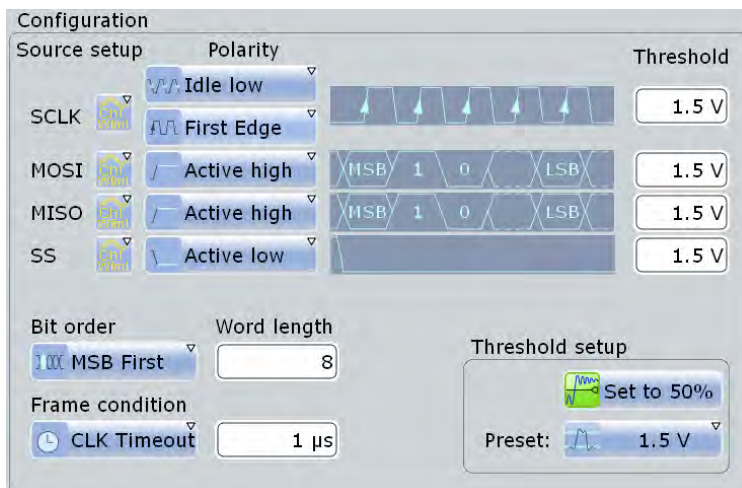 Configuration
Source setup Polarity Threshold
Idle low
SCLK 1.5 V
First Edge
MOSI Active high MSB 1 0 LSB 1.5 V
MISO Active high MSB 1 0 LSB 1.5 V
SS Active low 1.5 V
Bit order Word length
MSB First 8
Threshold setup
Set to 50%
Frame condition
CLK Timeout 1 µs
Preset: 1.5 V